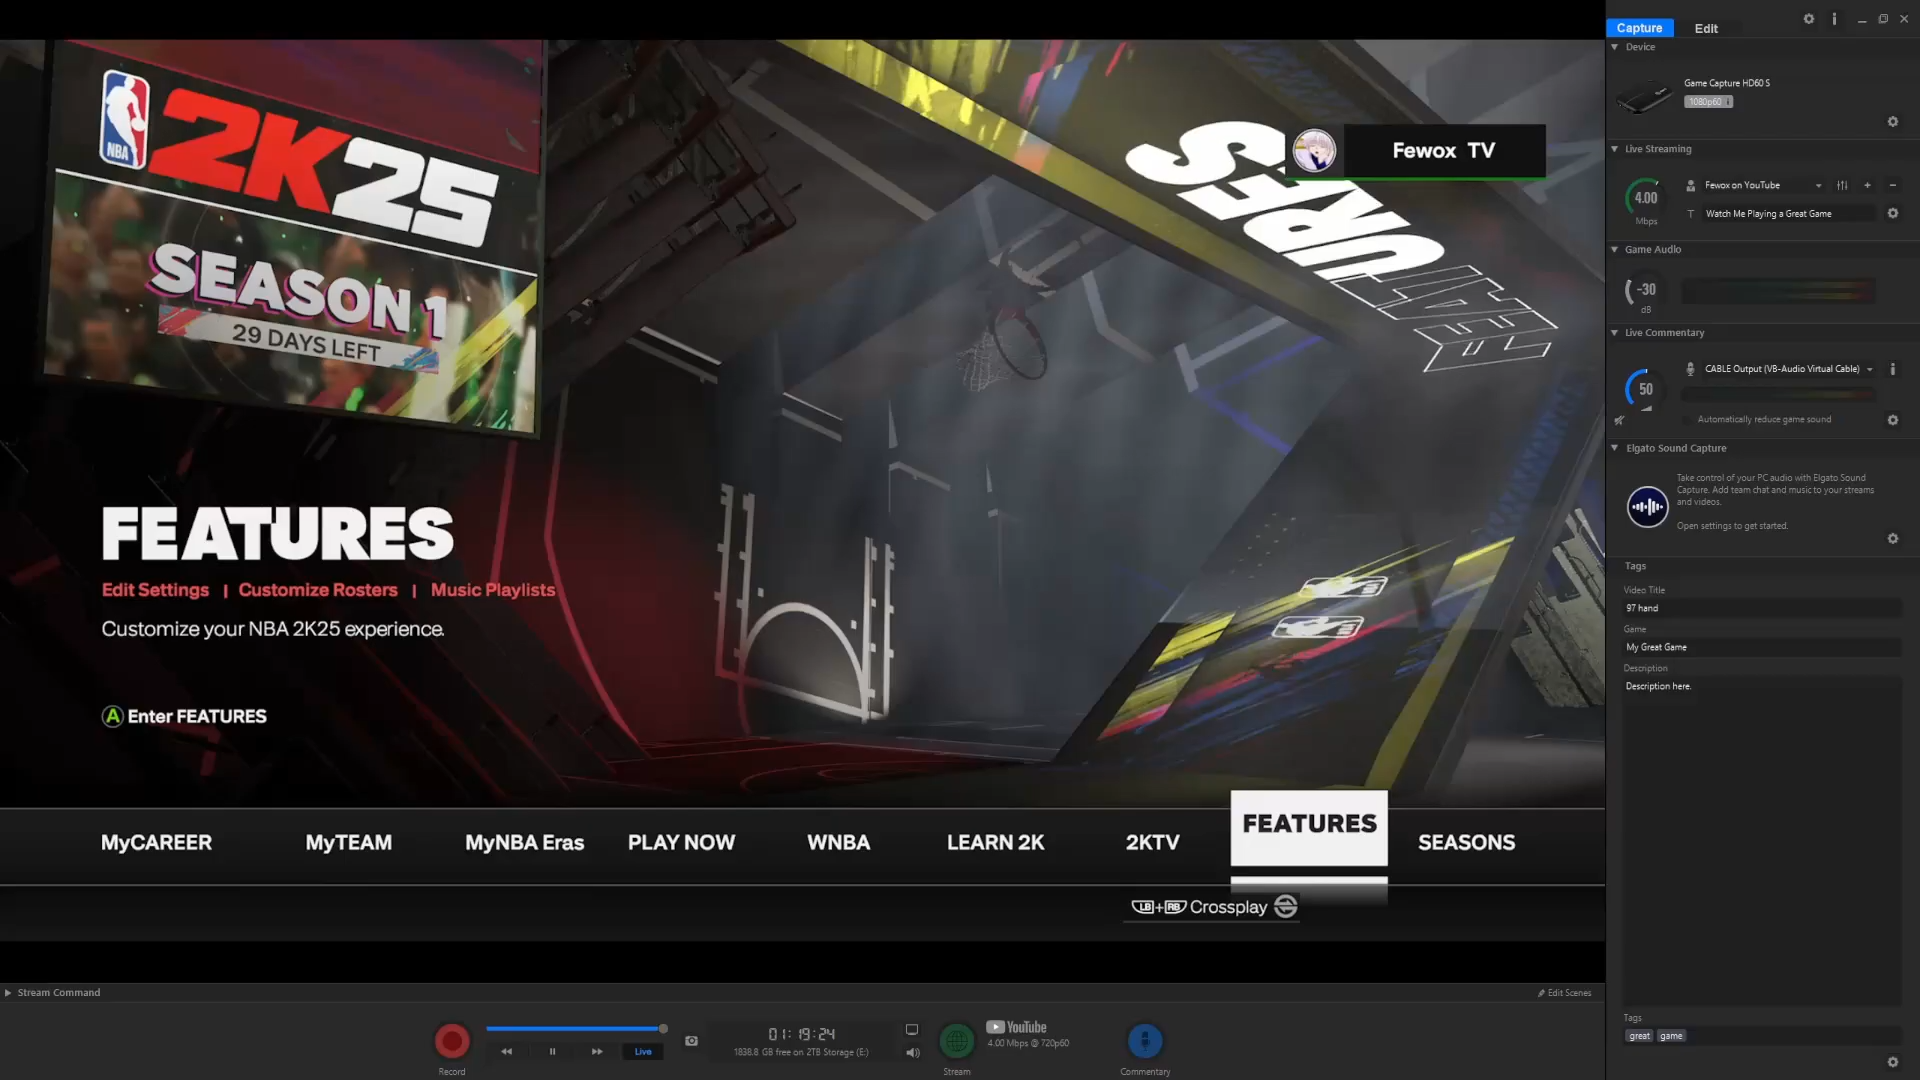 Capture
Edit
Device
Game Capture HD60 S
1080p60
NBA
2K25
SEASON 1
29 DAYS LEFT
FEATURES
Fewox TV
Live Streaming
4.00
Mbps
Fewox on YouTube
T
Watch Me Playing a Great Game
Game Audio
-30
dB
Live Commentary
50
CABLE Output (VB-Audio Virtual Cable)
Automatically reduce game sound
Elgato Sound Capture
Take control of your PC audio with Elgato Sound
Capture. Add team chat and music to your streams
and videos.
Open settings to get started.
FEATURES
Edit Settings | Customize Rosters | Music Playlists
Customize your NBA 2K25 experience.
A Enter FEATURES
Tags
Video Title
97 hand
Game
My Great Game
Description
Description here.
MyCAREER
MyTEAM
MyNBA Eras
PLAY NOW
WNBA
LEARN 2K
2KTV
FEATURES
SEASONS
LB+RB Crossplay
Stream Command
Edit Scenes
Tags
great game
Live
01:19:24
1838.8 GB free on 2TB Storage (E:)
YouTube
4.00 Mbps @ 720p60
Record
Stream
Commentary